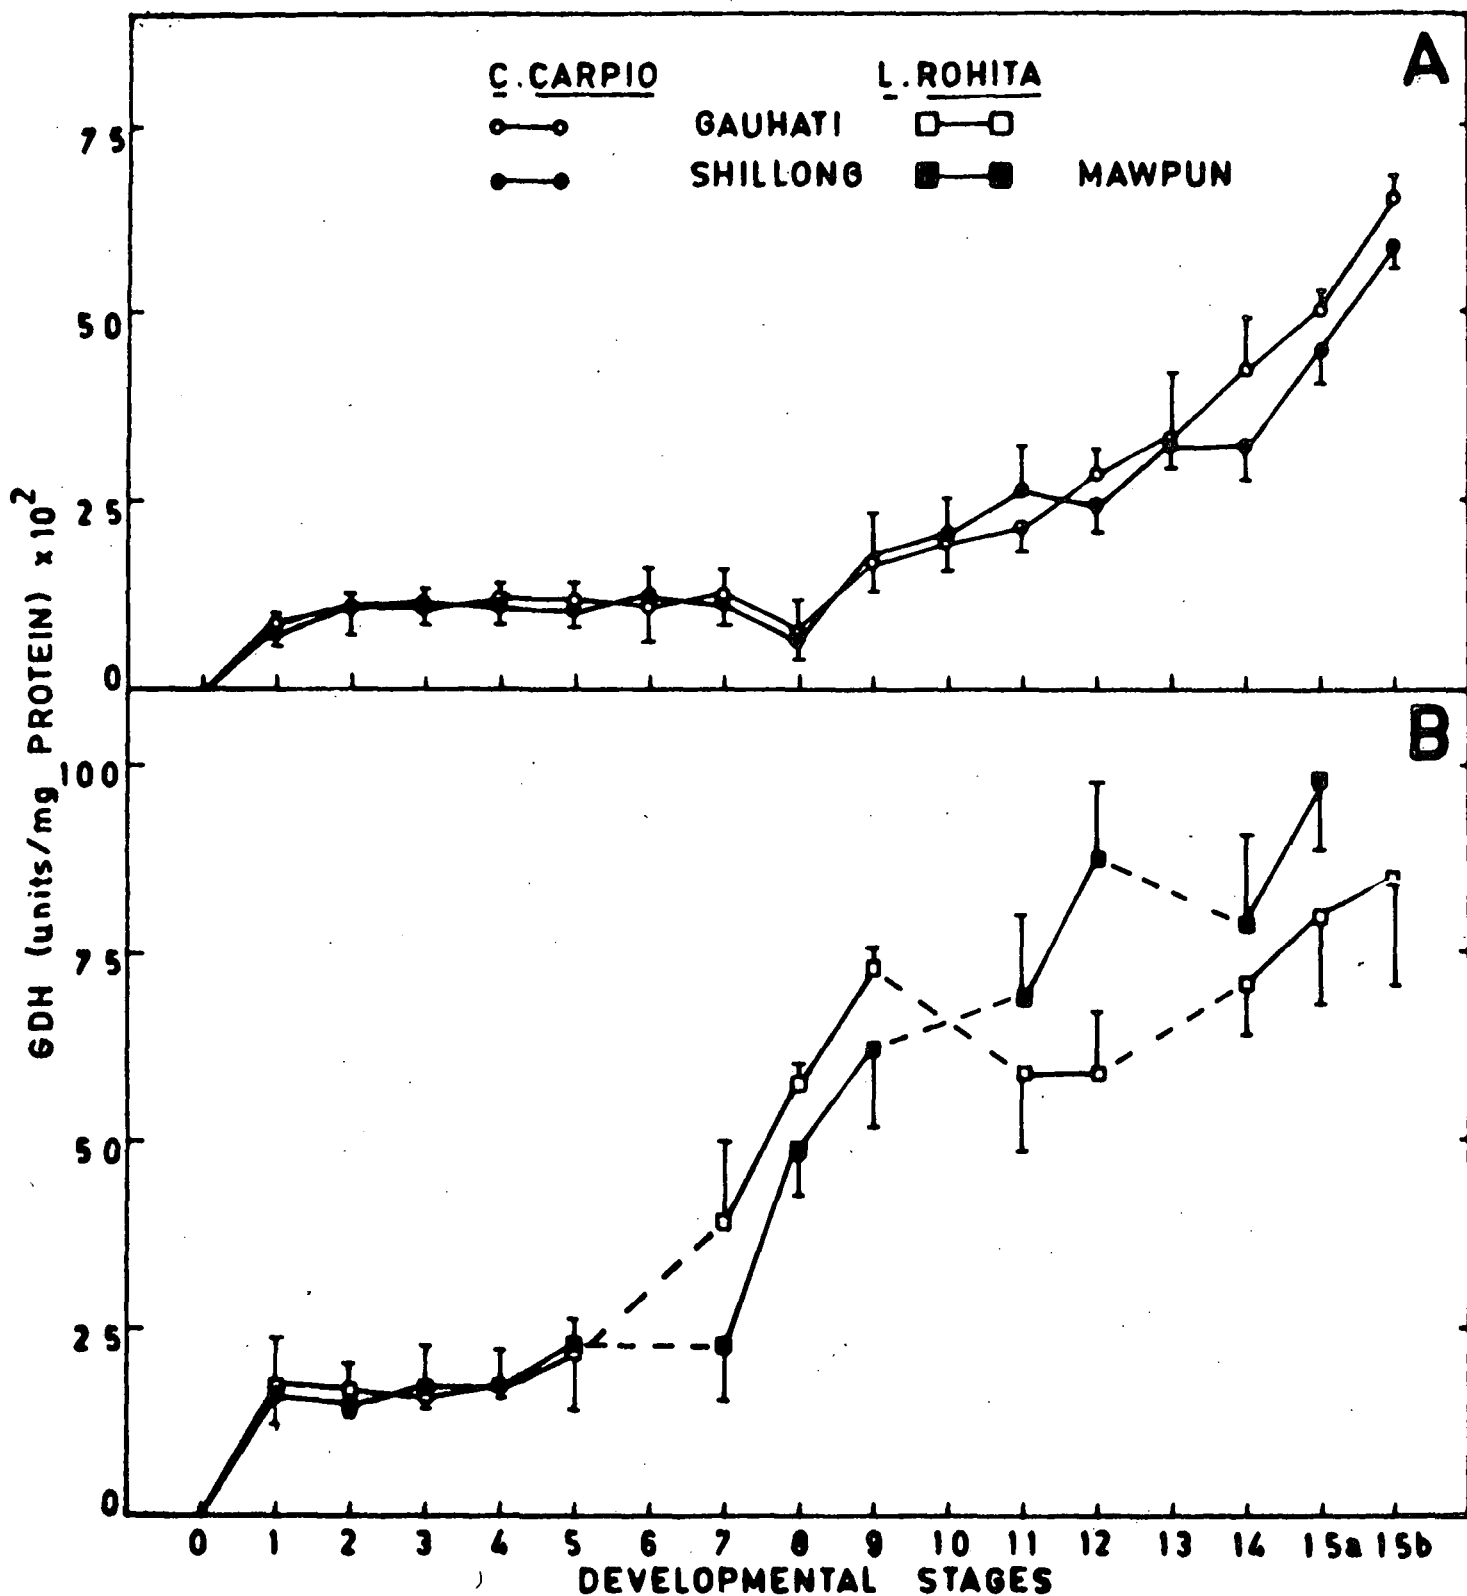 A
C.CARPIO L.ROHITA
GAUHATI
SHILLONG MAWPUN
75
50
25
0
GDH (units/mg PROTEIN) x10²
B
100
75
50
25
0
0 1 2 3 4 5 6 7 8 9 10 11 12 13 14 15a 15b
DEVELOPMENTAL STAGES